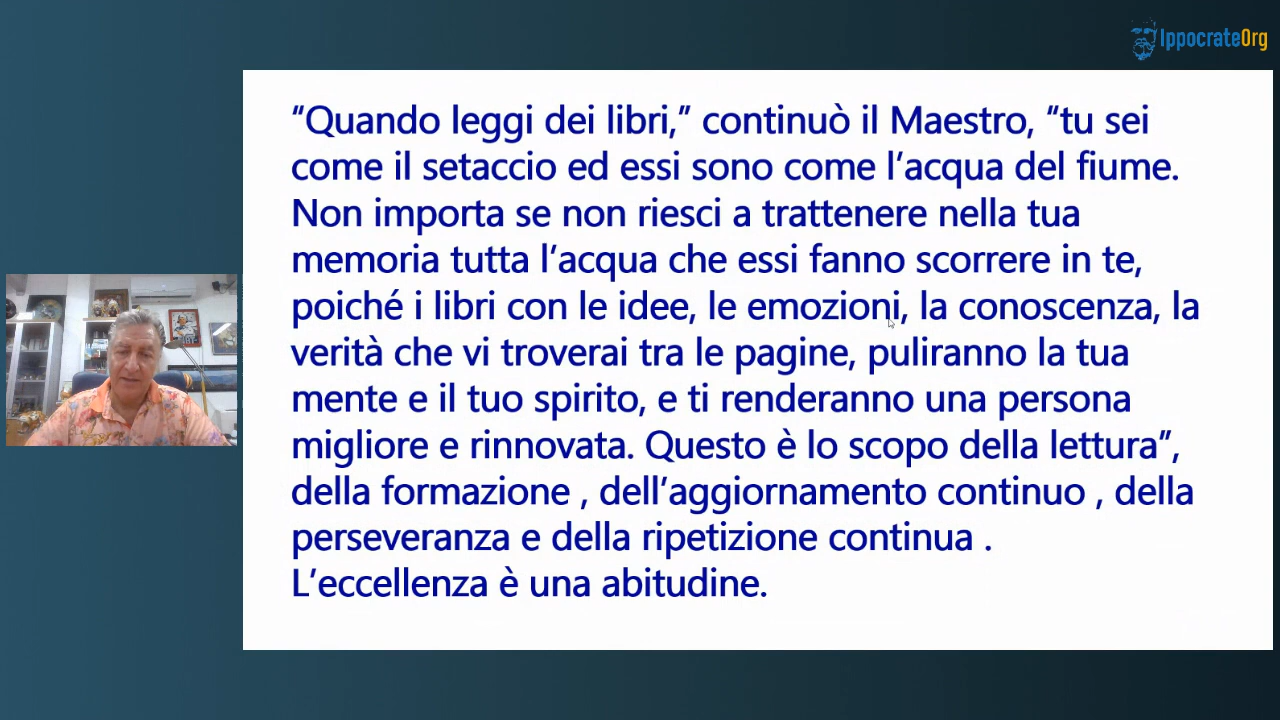 IppocrateOrg
“Quando leggi dei libri,” continuò il Maestro, “tu sei
come il setaccio ed essi sono come l’acqua del fiume.
Non importa se non riesci a trattenere nella tua
memoria tutta l’acqua che essi fanno scorrere in te,
poiché i libri con le idee, le emozioni, la conoscenza, la
verità che vi troverai tra le pagine, puliranno la tua
mente e il tuo spirito, e ti renderanno una persona
migliore e rinnovata. Questo è lo scopo della lettura”,
della formazione , dell’aggiornamento continuo , della
perseveranza e della ripetizione continua .
L’eccellenza è una abitudine.